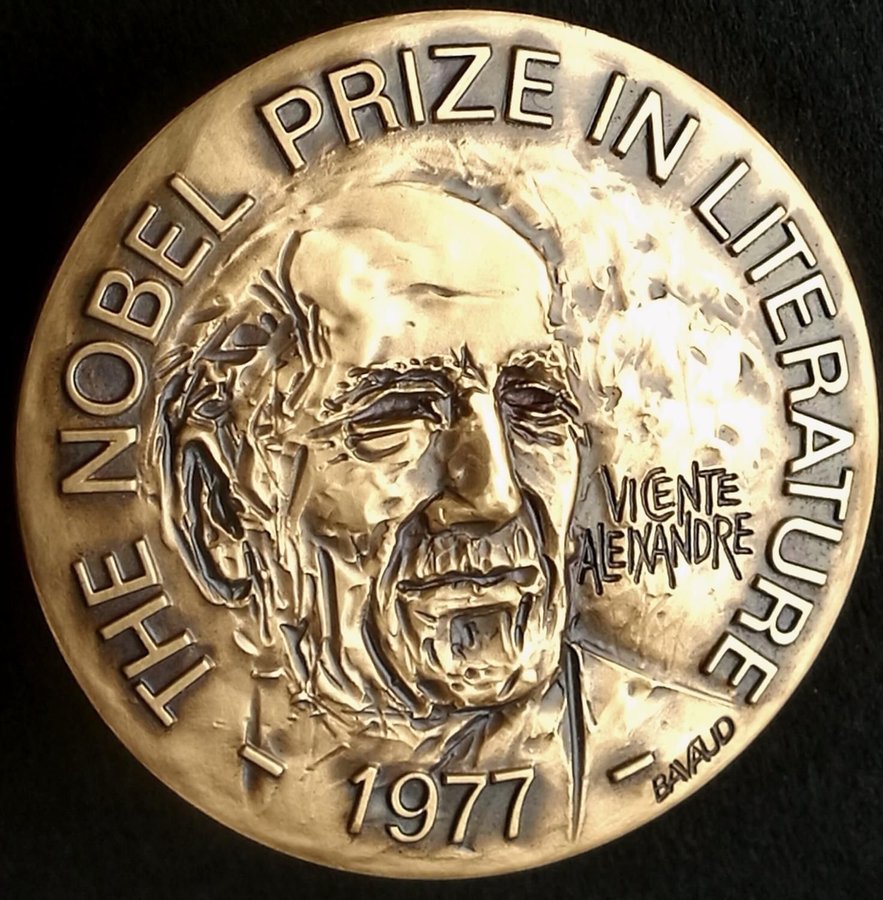 THE NOBEL PRIZE IN LITERATURE
VICENTE
ALEIXANDRE
- 1977 -
BAVAUD